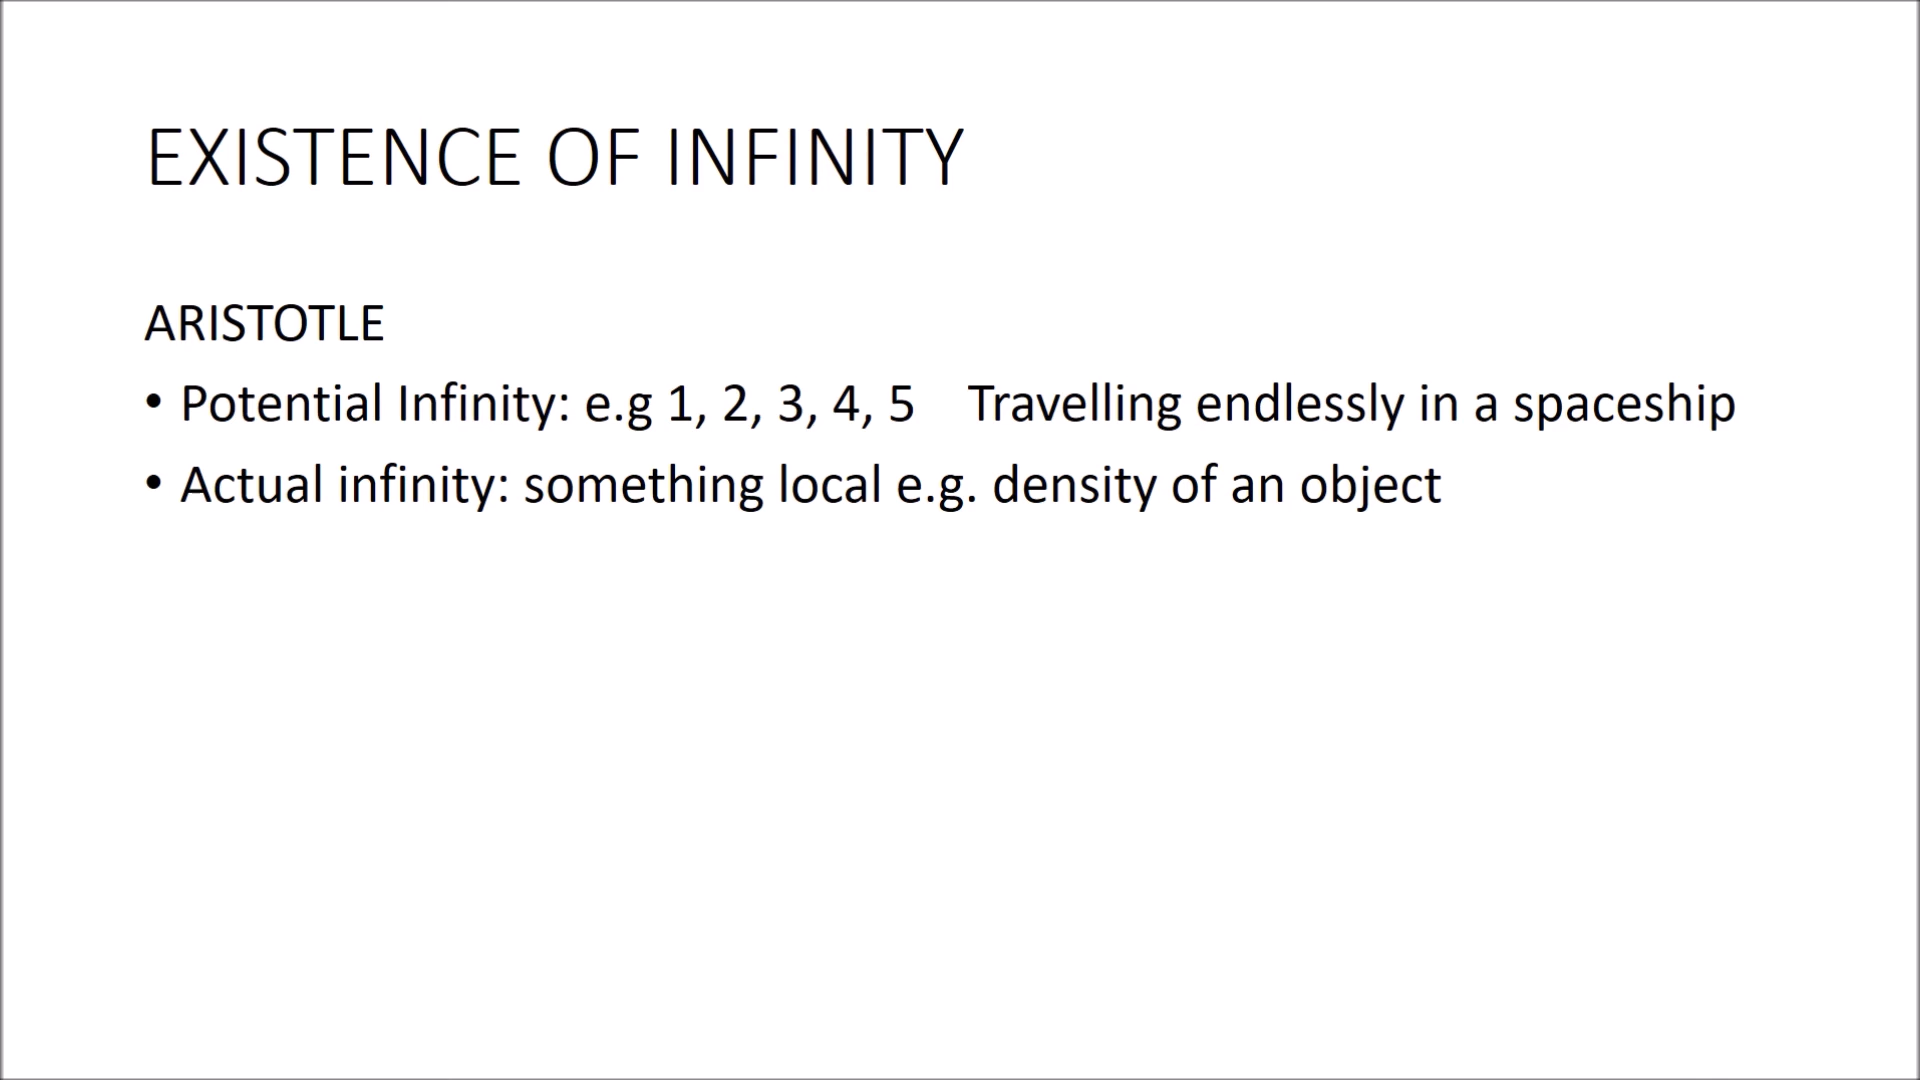 EXISTENCE OF INFINITY
ARISTOTLE
• Potential Infinity: e.g 1, 2, 3, 4, 5    Travelling endlessly in a spaceship
• Actual infinity: something local e.g. density of an object